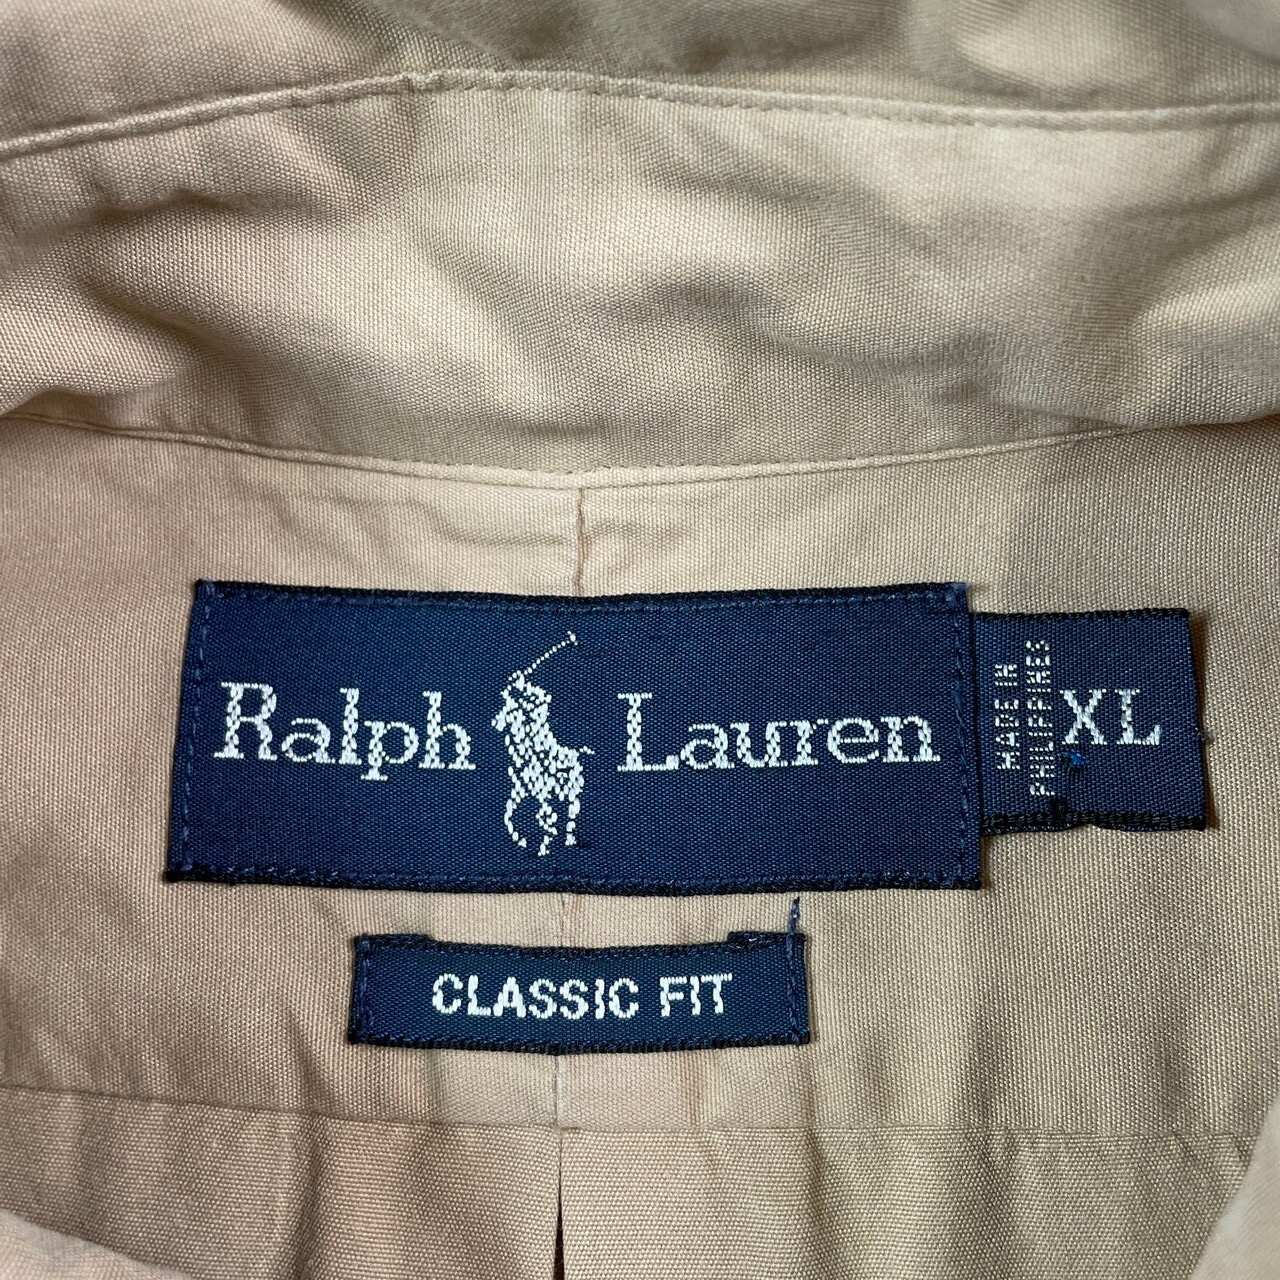 Ralph Lauren
MADE IN
PHILIPPINES
XL
CLASSIC FIT